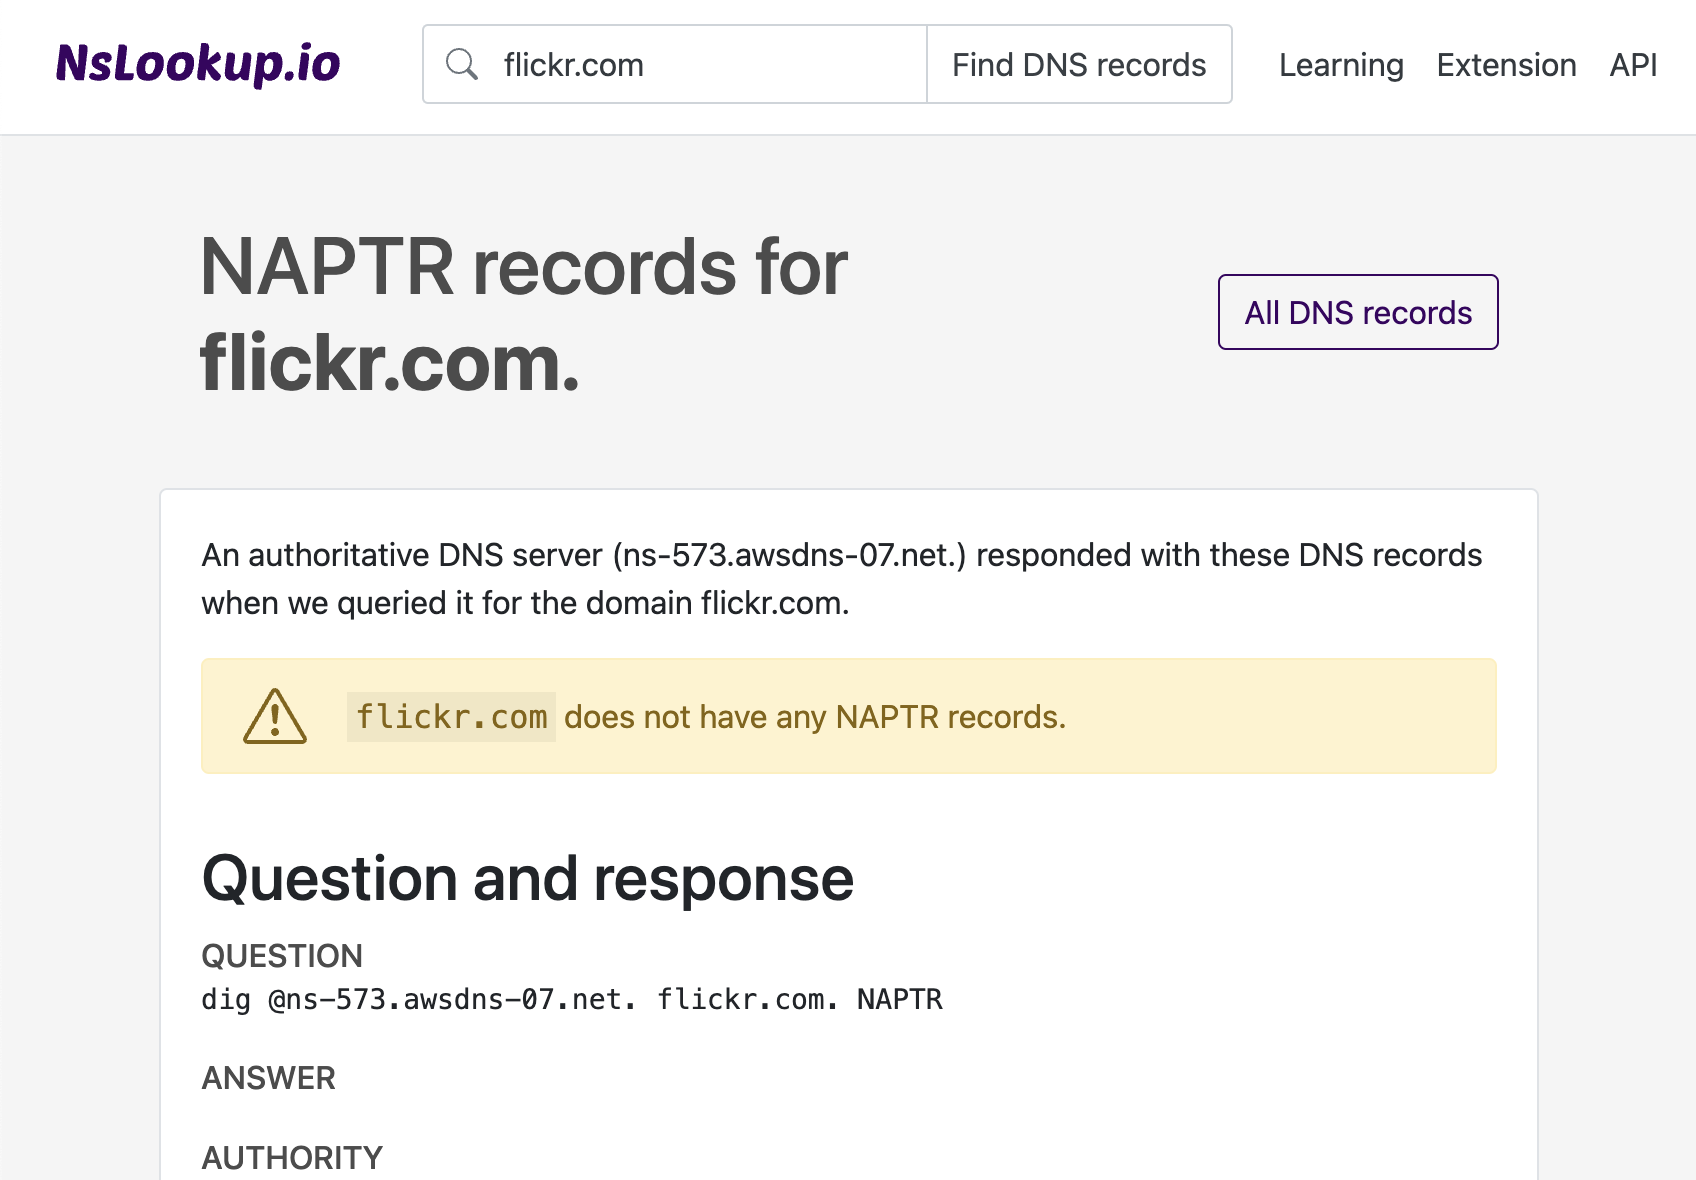 NsLookup.io
flickr.com
Find DNS records
Learning
Extension
API
NAPTR records for
flickr.com.
All DNS records
An authoritative DNS server (ns-573.awsdns-07.net.) responded with these DNS records
when we queried it for the domain flickr.com.
flickr.com does not have any NAPTR records.
Question and response
QUESTION
dig @ns-573.awsdns-07.net. flickr.com. NAPTR
ANSWER
AUTHORITY